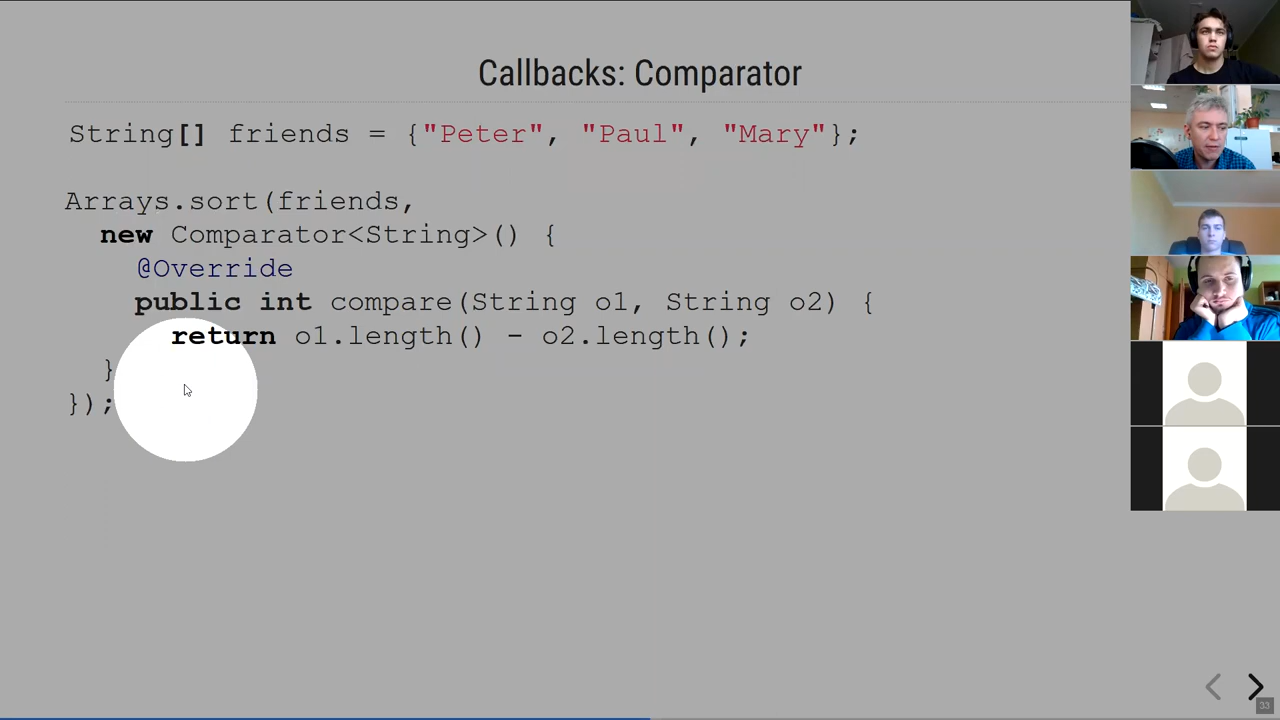 Callbacks: Comparator
String[] friends = {"Peter", "Paul", "Mary"};
Arrays.sort(friends,
new Comparator<String>() {
@Override
public int compare(String o1, String o2) {
return o1.length() - o2.length();
}
});
33